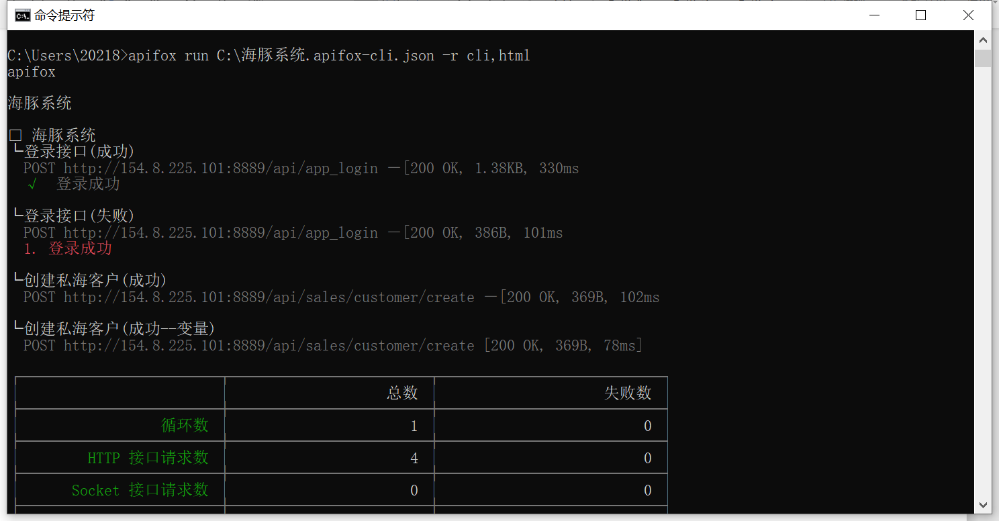 命令提示符
C:\Users\20218>apifox run C:\海豚系统.apifox-cli.json -r cli,html
apifox
海豚系统
□ 海豚系统
└登录接口(成功)
POST http://154.8.225.101:8889/api/app_login —[200 OK, 1.38KB, 330ms
√ 登录成功
└登录接口(失败)
POST http://154.8.225.101:8889/api/app_login —[200 OK, 386B, 101ms
1. 登录成功
└创建私海客户(成功)
POST http://154.8.225.101:8889/api/sales/customer/create —[200 OK, 369B, 102ms
└创建私海客户(成功--变量)
POST http://154.8.225.101:8889/api/sales/customer/create [200 OK, 369B, 78ms]
总数 失败数
循环数 1 0
HTTP 接口请求数 4 0
Socket 接口请求数 0 0